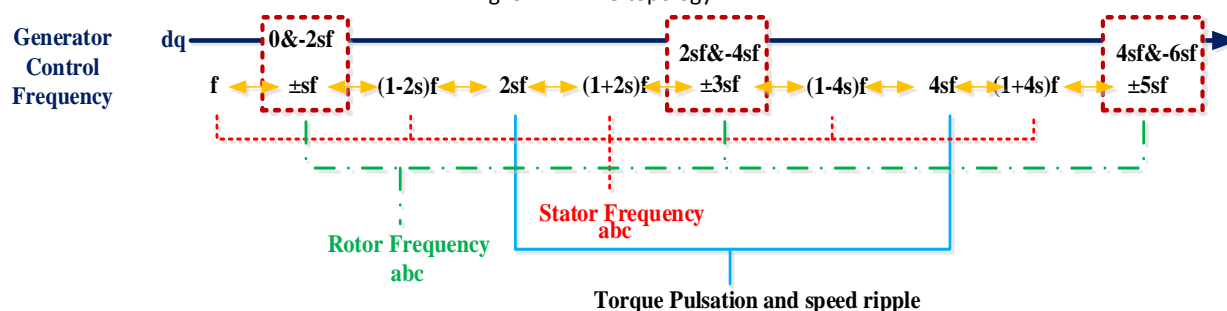 Generator
Control
Frequency
dq
0&-2sf
2sf&-4sf
4sf&-6sf
f ±sf (1-2s)f 2sf (1+2s)f ±3sf (1-4s)f 4sf (1+4s)f ±5sf
Stator Frequency
abc
Rotor Frequency
abc
Torque Pulsation and speed ripple